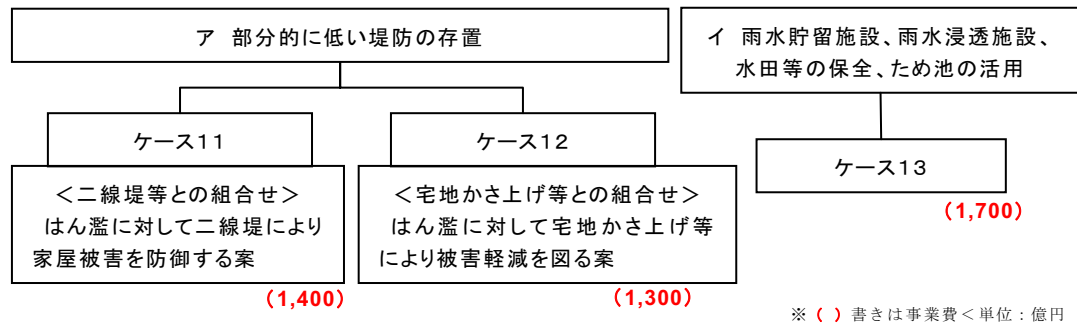 ア 部分的に低い堤防の存置
イ 雨水貯留施設、雨水浸透施設、
水田等の保全、ため池の活用
ケース11
<二線堤等との組合せ>
はん濫に対して二線堤により
家屋被害を防御する案
(1,400)
ケース12
<宅地かさ上げ等との組合せ>
はん濫に対して宅地かさ上げ等
により被害軽減を図る案
(1,300)
ケース13
(1,700)
※ ( ) 書きは事業費<単位:億円